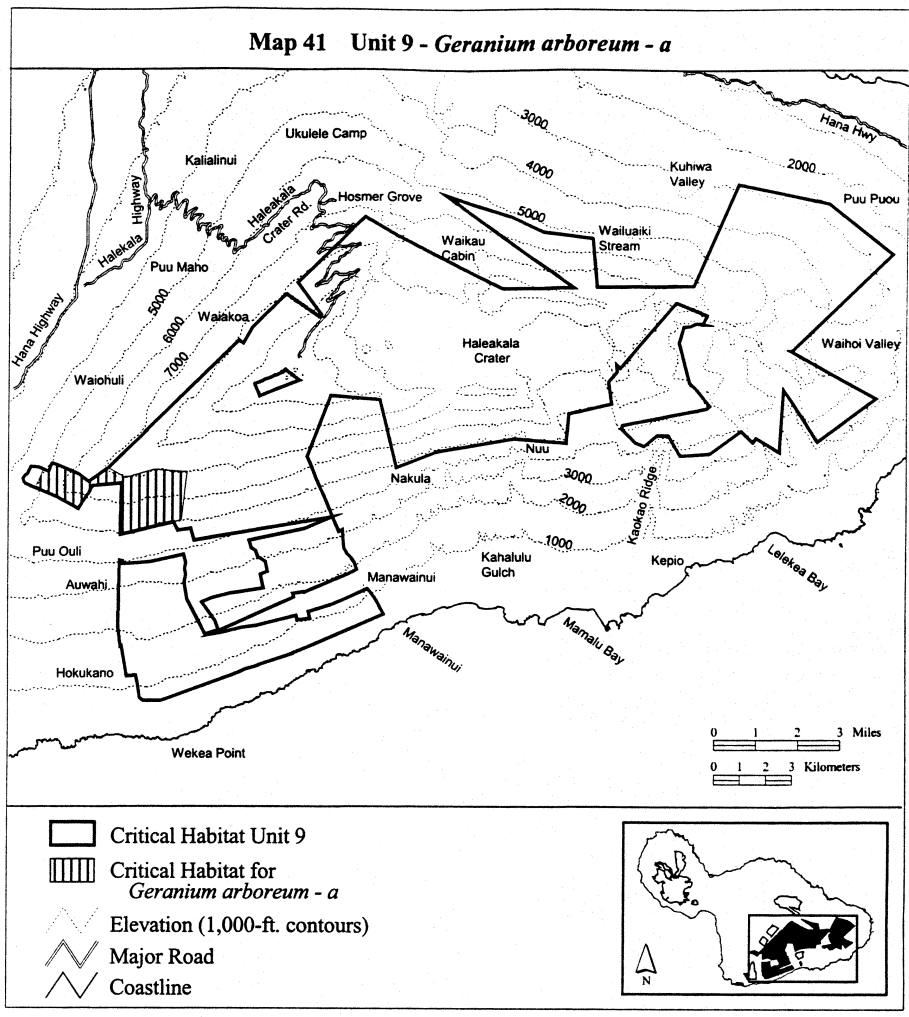 Map 41 Unit 9 - Geranium arboreum - a
Hana Hwy
3000
Ukulele Camp
Kalialinui
4000
Kuhiwa
Valley
2000
Highway
Haleakala
Crater Rd.
Hosmer Grove
Puu Puou
5000
Wailuaiki
Stream
Waikau
Cabin
Halekala
Puu Maho
5000
Hana Highway
Waiakoa
6000
7000
Haleakala
Crater
Waihoi Valley
Waiohuli
Nuu
Nakula
3000
2000
1000
Kaokao Ridge
Puu Ouli
Auwahi
Manawainui
Kahalulu
Gulch
Kepio
Lelekea Bay
Mamalu Bay
Manawainui
Hokukano
Wekea Point
0 1 2 3 Miles
0 1 2 3 Kilometers
Critical Habitat Unit 9
Critical Habitat for
Geranium arboreum - a
Elevation (1,000-ft. contours)
Major Road
Coastline
N